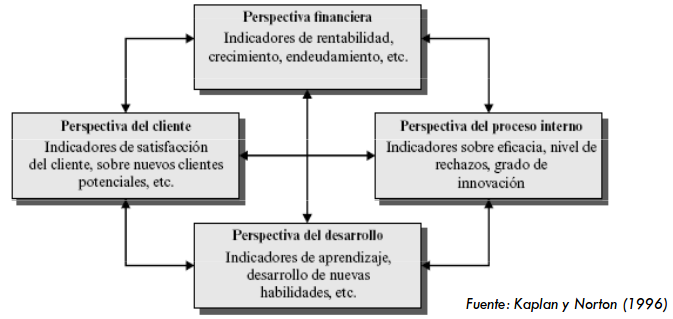 Perspectiva financiera
Indicadores de rentabilidad,
crecimiento, endeudamiento, etc.
Perspectiva del cliente
Indicadores de satisfacción
del cliente, sobre nuevos clientes
potenciales, etc.
Perspectiva del proceso interno
Indicadores sobre eficacia, nivel de
rechazos, grado de
innovación
Perspectiva del desarrollo
Indicadores de aprendizaje,
desarrollo de nuevas
habilidades, etc.
Fuente: Kaplan y Norton (1996)